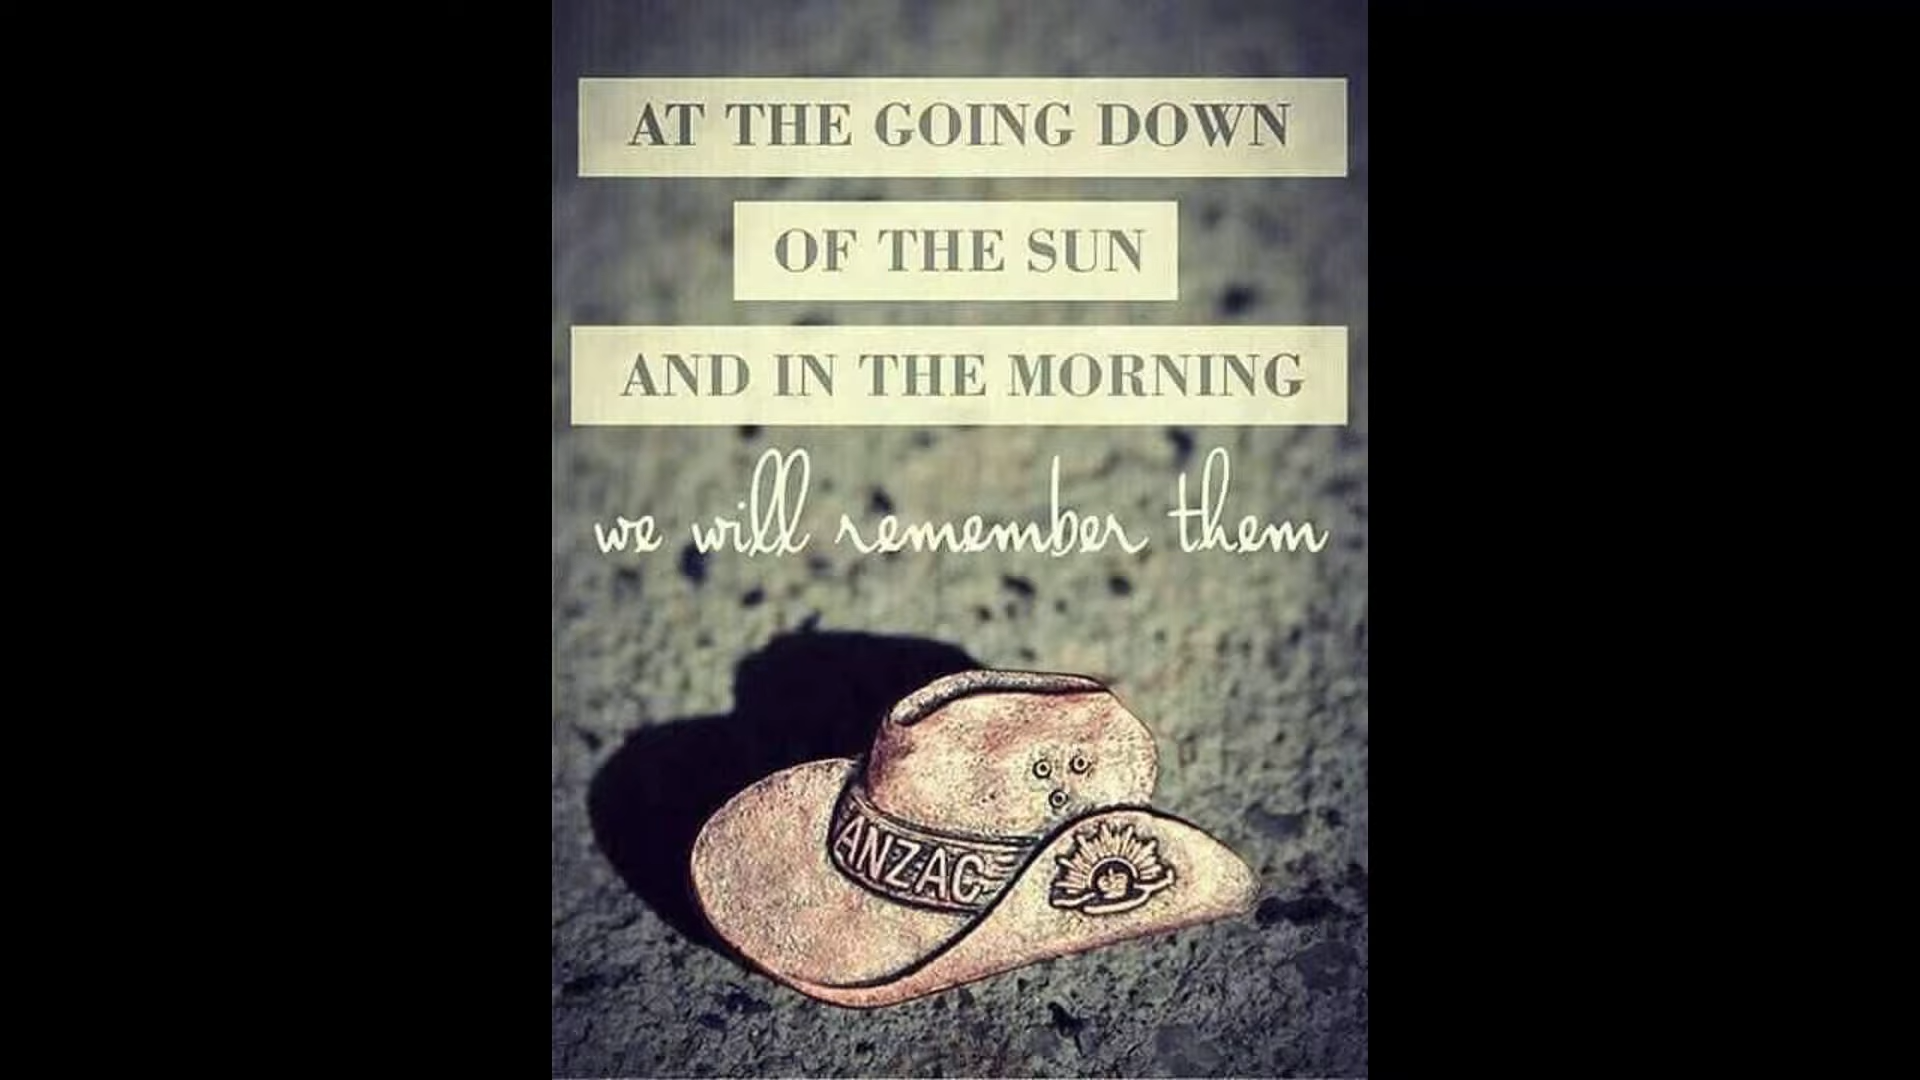 AT THE GOING DOWN
OF THE SUN
AND IN THE MORNING
we will remember them
ANZAC